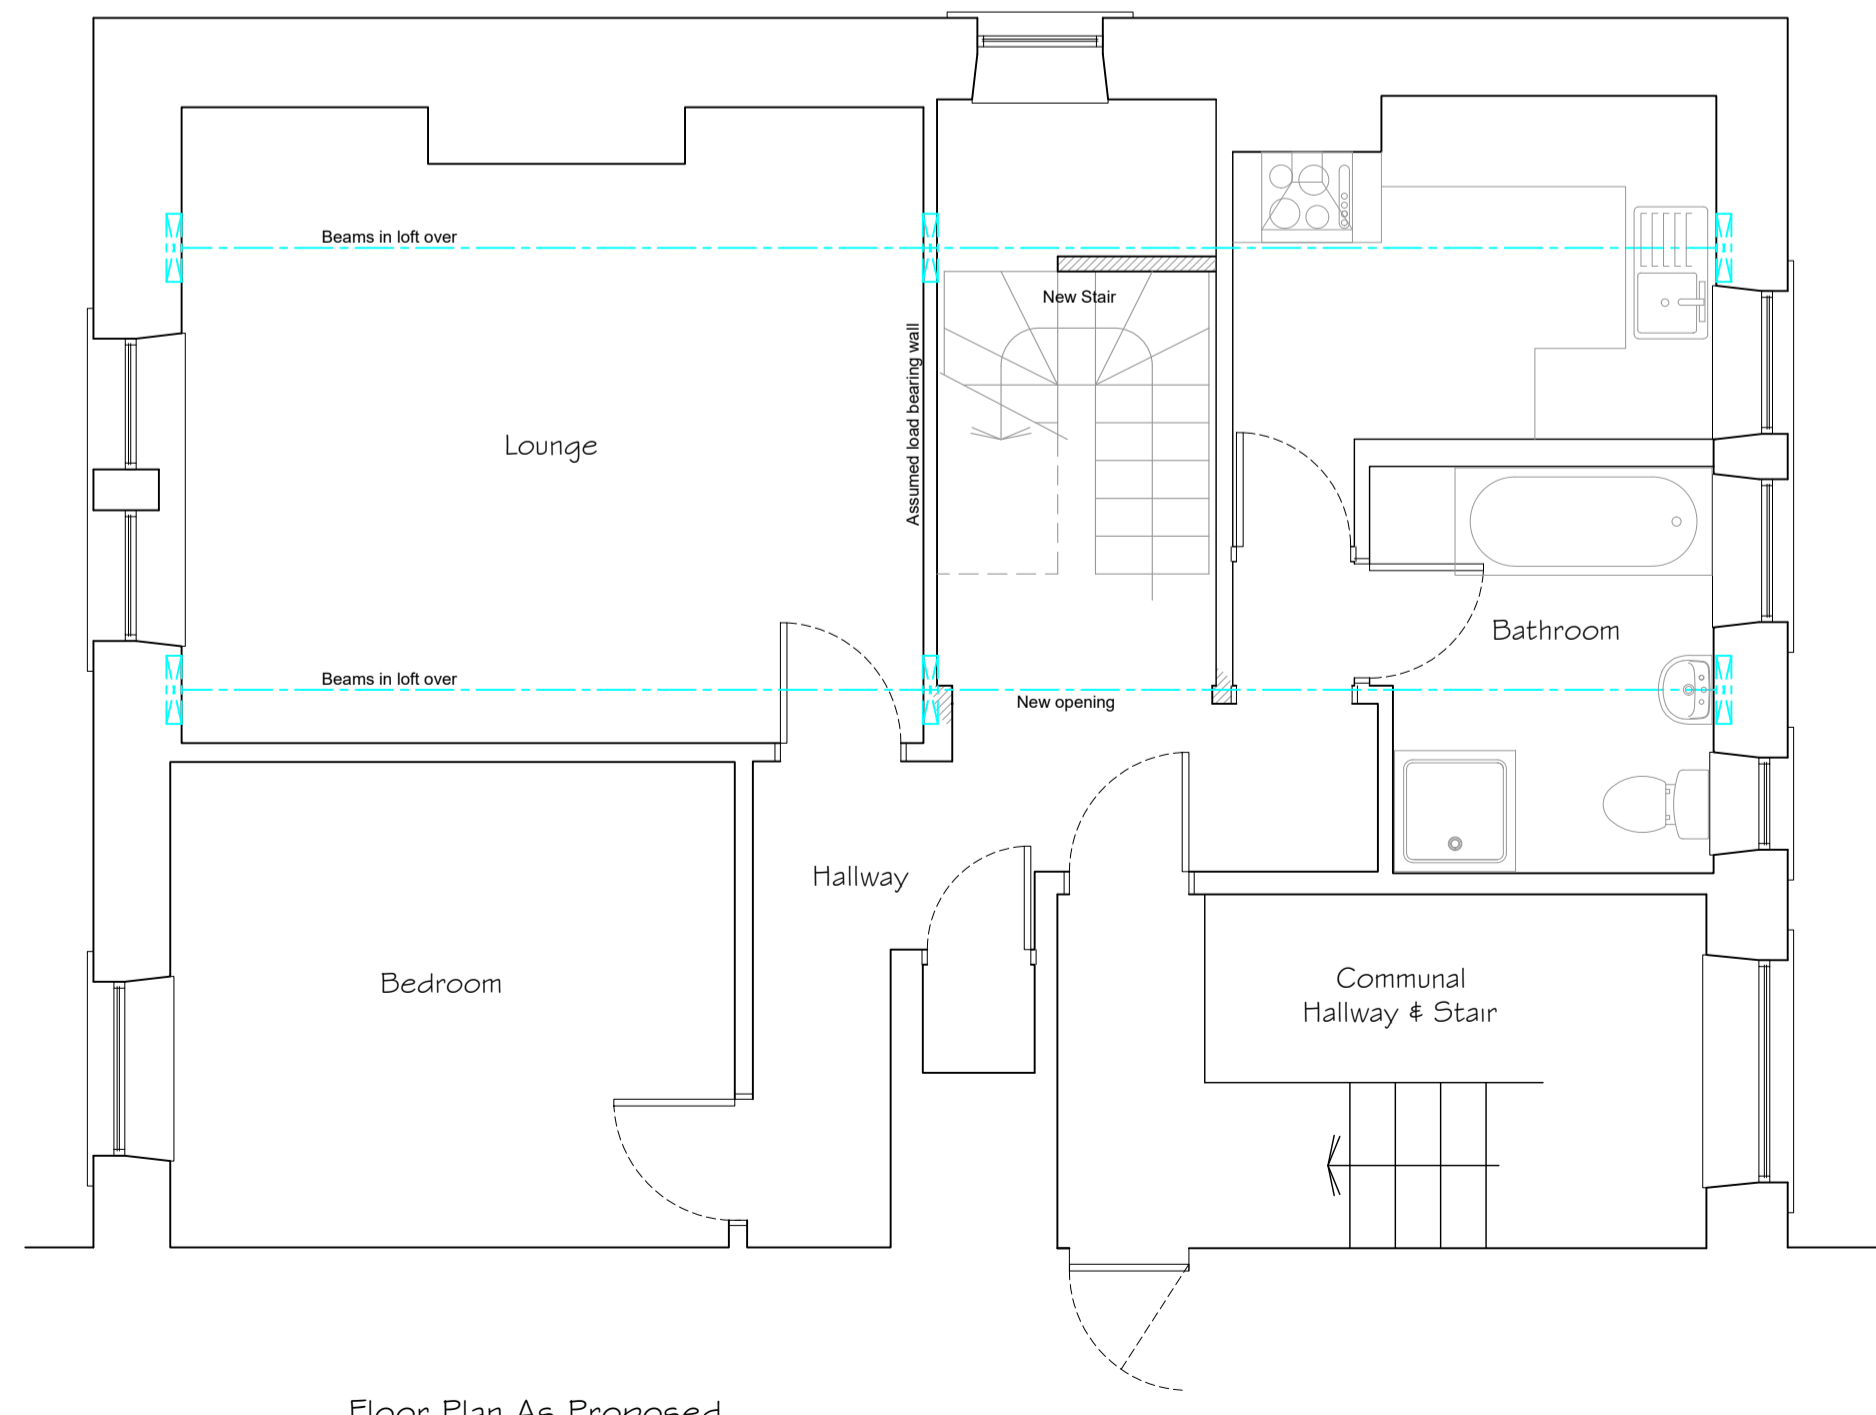 Beams in loft over
New Stair
Assumed load bearing wall
Lounge
Bathroom
Beams in loft over
New opening
Hallway
Bedroom
Communal
Hallway & Stair
Floor Plan As Proposed